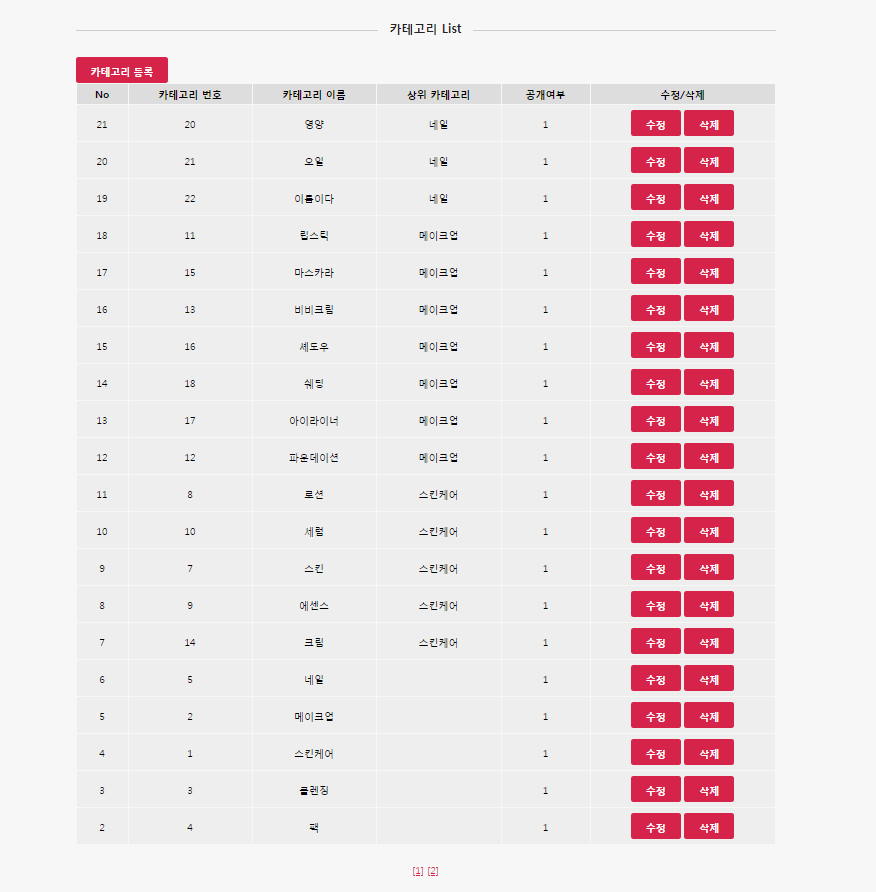 카테고리 List
카테고리 등록
No 카테고리 번호 카테고리 이름 상위 카테고리 공개여부 수정/삭제
21 20 영양 네일 1 수정 삭제
20 21 오일 네일 1 수정 삭제
19 22 이름이다 네일 1 수정 삭제
18 11 립스틱 메이크업 1 수정 삭제
17 15 마스카라 메이크업 1 수정 삭제
16 13 비비크림 메이크업 1 수정 삭제
15 16 셰도우 메이크업 1 수정 삭제
14 18 쉐딩 메이크업 1 수정 삭제
13 17 아이라이너 메이크업 1 수정 삭제
12 12 파운데이션 메이크업 1 수정 삭제
11 8 로션 스킨케어 1 수정 삭제
10 10 세럼 스킨케어 1 수정 삭제
9 7 스킨 스킨케어 1 수정 삭제
8 9 에센스 스킨케어 1 수정 삭제
7 14 크림 스킨케어 1 수정 삭제
6 5 네일 1 수정 삭제
5 2 메이크업 1 수정 삭제
4 1 스킨케어 1 수정 삭제
3 3 클렌징 1 수정 삭제
2 4 팩 1 수정 삭제
[1] [2]